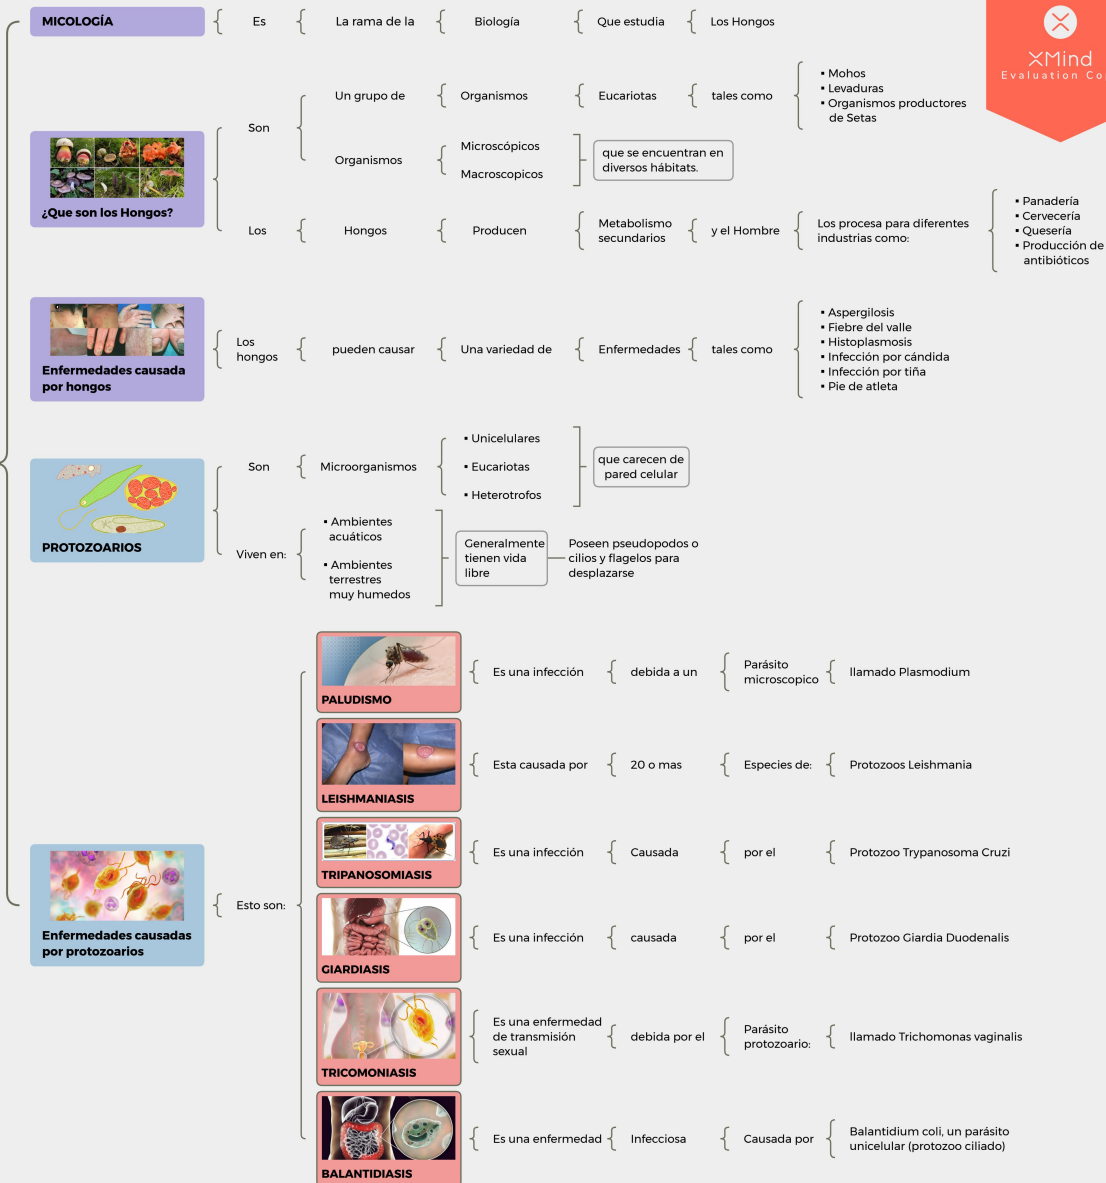 MICOLOGÍA
Es
La rama de la
Biología
Que estudia
Los Hongos
XMind
Evaluation Co
¿Que son los Hongos?
Son
Un grupo de
Organismos
Eucariotas
tales como
▪ Mohos
▪ Levaduras
▪ Organismos productores
de Setas
Organismos
Microscópicos
Macroscopicos
que se encuentran en
diversos hábitats.
Los
Hongos
Producen
Metabolismo
secundarios
y el Hombre
Los procesa para diferentes
industrias como:
▪ Panadería
▪ Cervecería
▪ Quesería
▪ Producción de
antibióticos
Enfermedades causada
por hongos
Los
hongos
pueden causar
Una variedad de
Enfermedades
tales como
▪ Aspergilosis
▪ Fiebre del valle
▪ Histoplasmosis
▪ Infección por cándida
▪ Infección por tiña
▪ Pie de atleta
PROTOZOARIOS
Son
Microorganismos
▪ Unicelulares
▪ Eucariotas
▪ Heterotrofos
que carecen de
pared celular
Viven en:
▪ Ambientes
acuáticos
▪ Ambientes
terrestres
muy humedos
Generalmente
tienen vida
libre
Poseen pseudopodos o
cilios y flagelos para
desplazarse
Enfermedades causadas
por protozoarios
Esto son:
PALUDISMO
Es una infección
debida a un
Parásito
microscopico
llamado Plasmodium
LEISHMANIASIS
Esta causada por
20 o mas
Especies de:
Protozoos Leishmania
TRIPANOSOMIASIS
Es una infección
Causada
por el
Protozoo Trypanosoma Cruzi
GIARDIASIS
Es una infección
causada
por el
Protozoo Giardia Duodenalis
TRICOMONIASIS
Es una enfermedad
de transmisión
sexual
debida por el
Parásito
protozoario:
llamado Trichomonas vaginalis
BALANTIDIASIS
Es una enfermedad
Infecciosa
Causada por
Balantidium coli, un parásito
unicelular (protozoo ciliado)